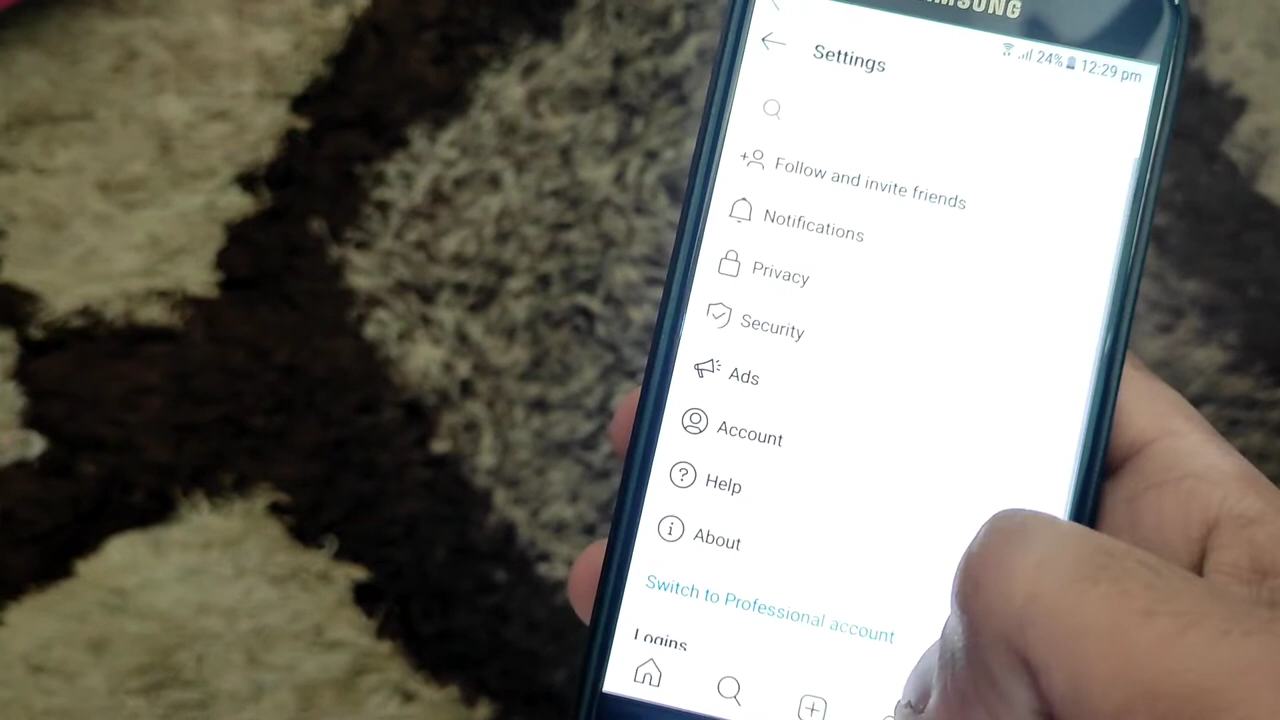 SAMSUNG
24% 12:29 pm
Settings
Follow and invite friends
Notifications
Privacy
Security
Ads
Account
Help
About
Switch to Professional account
Logins